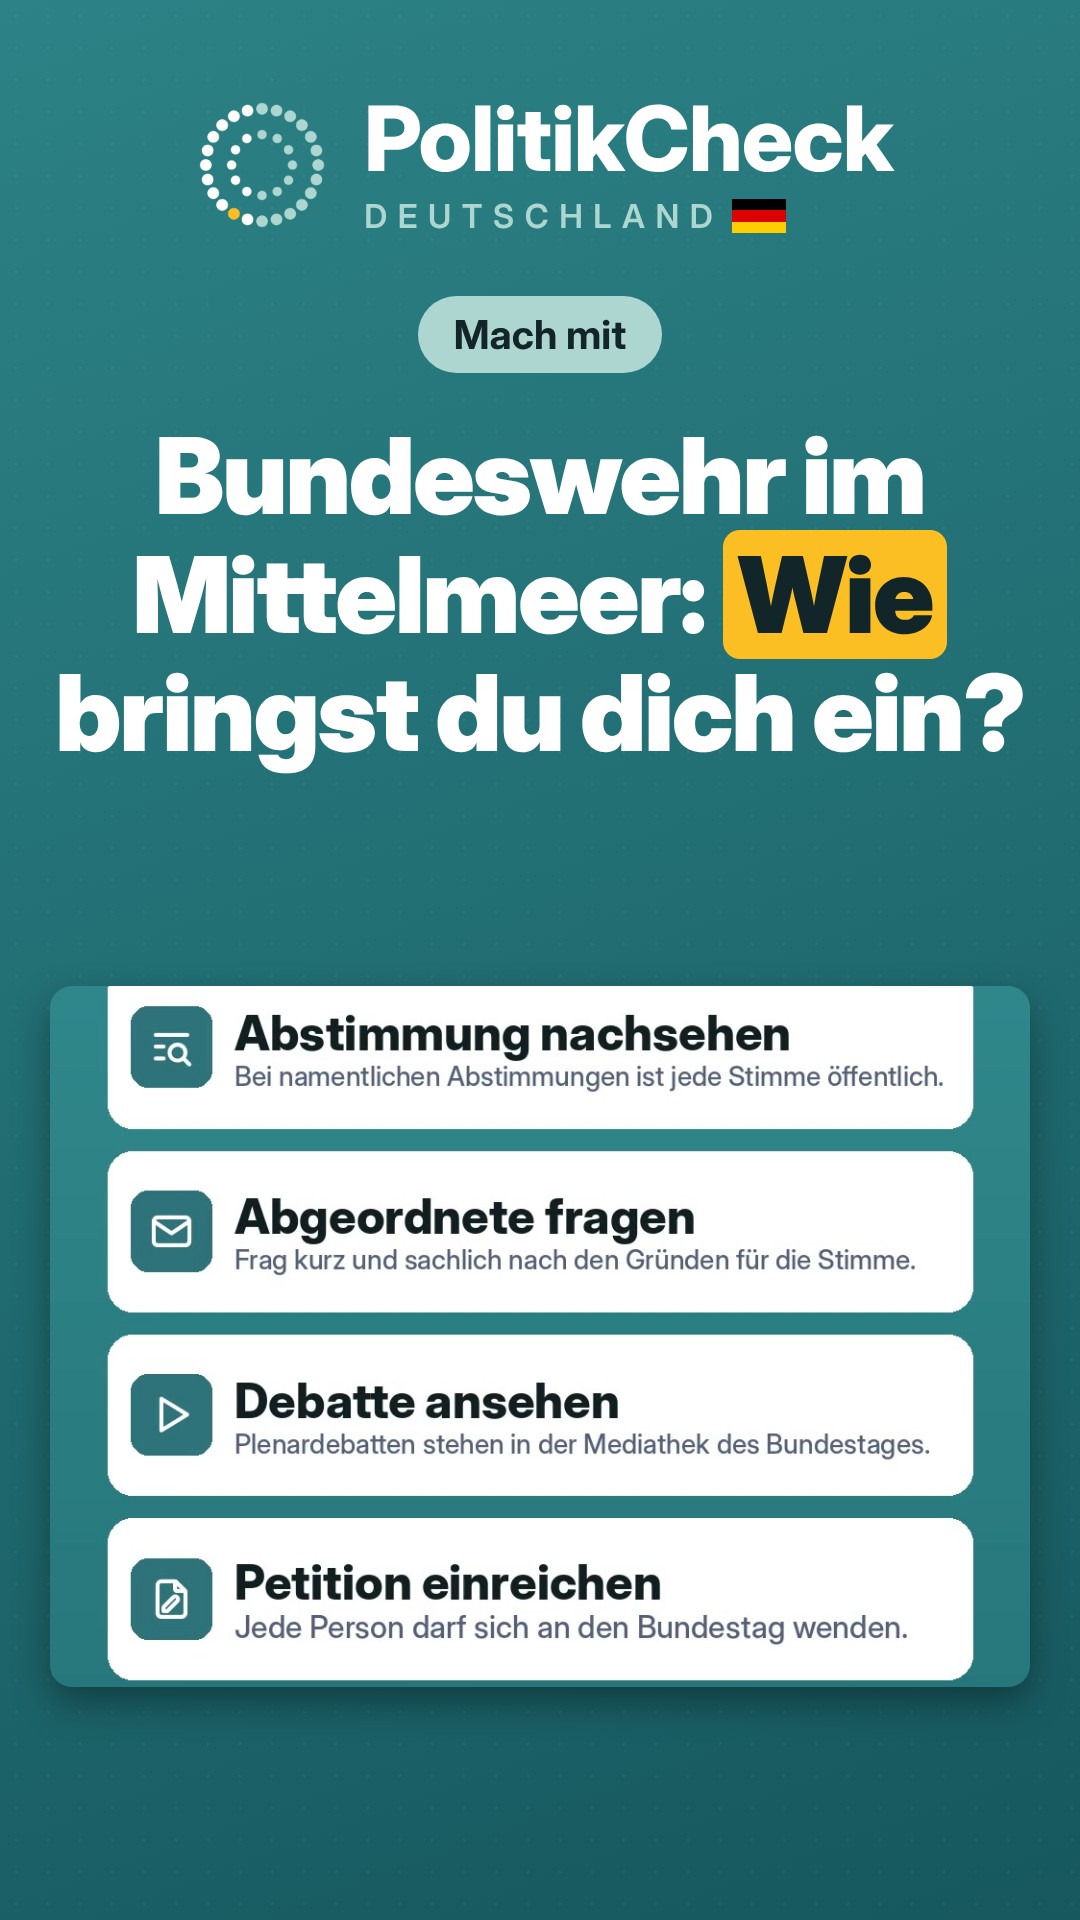 PolitikCheck
DEUTSCHLAND
Mach mit
Bundeswehr im
Mittelmeer: Wie
bringst du dich ein?
Abstimmung nachsehen
Bei namentlichen Abstimmungen ist jede Stimme öffentlich.
Abgeordnete fragen
Frag kurz und sachlich nach den Gründen für die Stimme.
Debatte ansehen
Plenardebatten stehen in der Mediathek des Bundestages.
Petition einreichen
Jede Person darf sich an den Bundestag wenden.